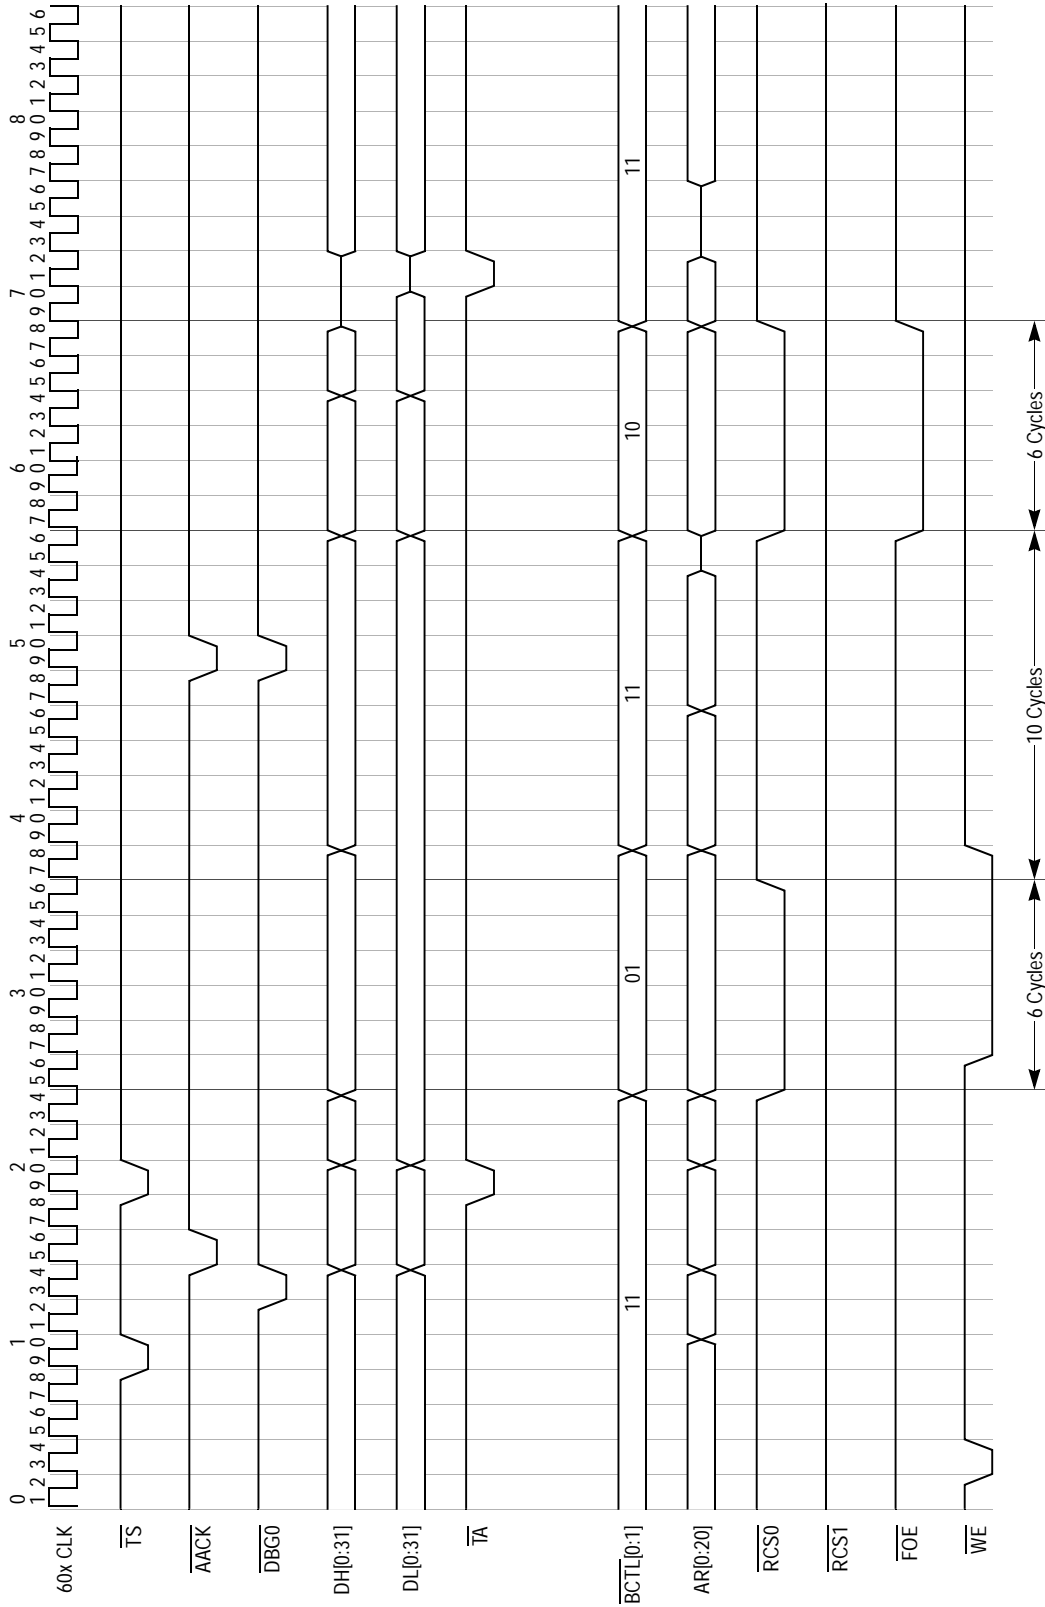 0 1 2 3 4 5 6 7 8
1 2 3 4 5 6 7 8 9 0 1 2 3 4 5 6 7 8 9 0 1 2 3 4 5 6 7 8 9 0 1 2 3 4 5 6 7 8 9 0 1 2 3 4 5 6 7 8 9 0 1 2 3 4 5 6 7 8 9 0 1 2 3 4 5 6 7 8 9 0 1 2 3 4 5 6 7 8 9 0 1 2 3 4 5 6
60x CLK
TS
AACK
DBG0
DH[0:31]
DL[0:31]
TA
BCTL[0:1] 11 01 11 10 11
AR[0:20]
RCS0
RCS1
FOE
WE
6 Cycles 10 Cycles 6 Cycles